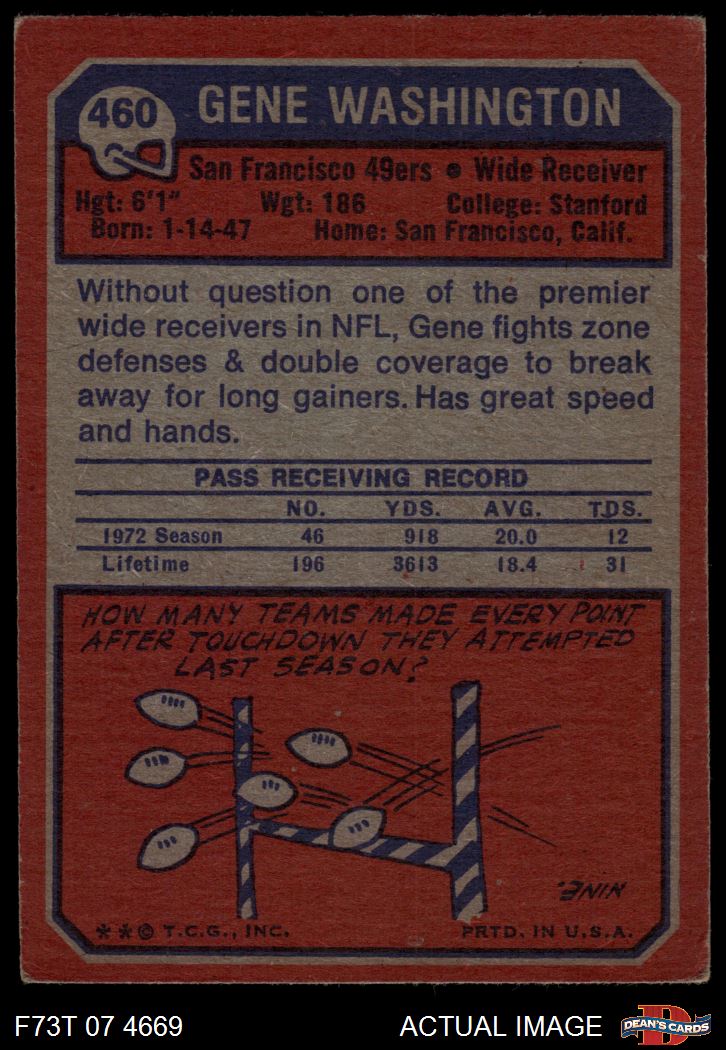 460 GENE WASHINGTON
San Francisco 49ers • Wide Receiver
Hgt: 6'1" Wgt: 186 College: Stanford
Born: 1-14-47 Home: San Francisco, Calif.
Without question one of the premier
wide receivers in NFL, Gene fights zone
defenses & double coverage to break
away for long gainers. Has great speed
and hands.
PASS RECEIVING RECORD
NO. YDS. AVG. TDS.
1972 Season 46 918 20.0 12
Lifetime 196 3613 18.4 31
HOW MANY TEAMS MADE EVERY POINT
AFTER TOUCHDOWN THEY ATTEMPTED
LAST SEASON?
NINE.
**© T.C.G., INC. PRTD. IN U.S.A.
F73T 07 4669 ACTUAL IMAGE D DEAN'S CARDS